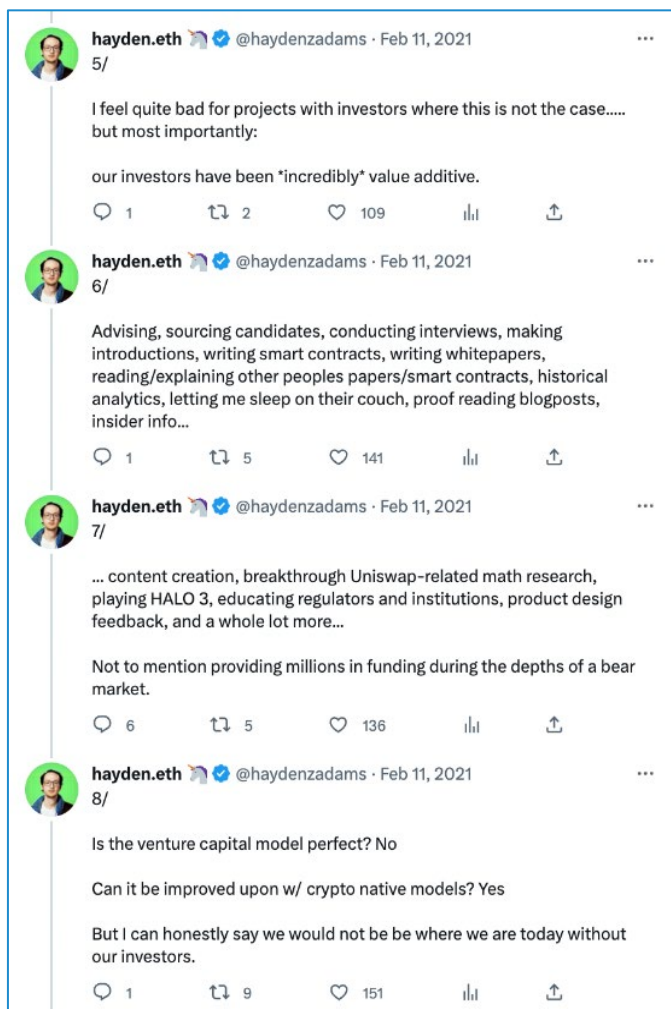 hayden.eth 🦄 @haydenzadams · Feb 11, 2021
5/
I feel quite bad for projects with investors where this is not the case.....
but most importantly:
our investors have been *incredibly* value additive.
1 2 109
hayden.eth 🦄 @haydenzadams · Feb 11, 2021
6/
Advising, sourcing candidates, conducting interviews, making
introductions, writing smart contracts, writing whitepapers,
reading/explaining other peoples papers/smart contracts, historical
analytics, letting me sleep on their couch, proof reading blogposts,
insider info...
1 5 141
hayden.eth 🦄 @haydenzadams · Feb 11, 2021
7/
... content creation, breakthrough Uniswap-related math research,
playing HALO 3, educating regulators and institutions, product design
feedback, and a whole lot more...
Not to mention providing millions in funding during the depths of a bear
market.
6 5 136
hayden.eth 🦄 @haydenzadams · Feb 11, 2021
8/
Is the venture capital model perfect? No
Can it be improved upon w/ crypto native models? Yes
But I can honestly say we would not be be where we are today without
our investors.
1 9 151